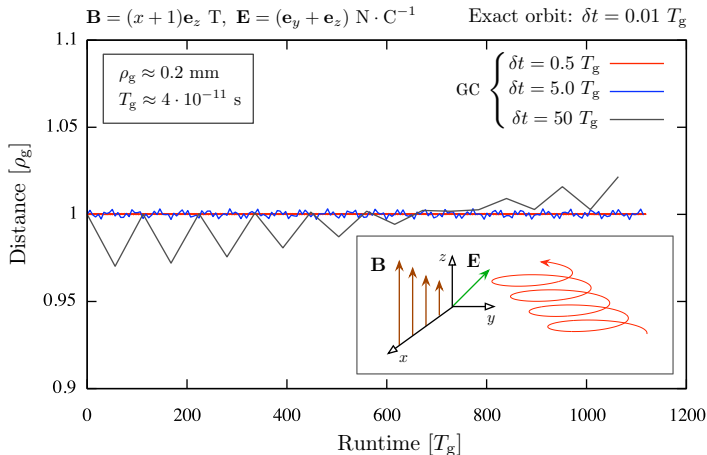 B = (x + 1)e_z T, E = (e_y + e_z) N · C⁻¹
Exact orbit: δt = 0.01 T_g
ρ_g ≈ 0.2 mm
T_g ≈ 4 · 10⁻¹¹ s
GC
δt = 0.5 T_g
δt = 5.0 T_g
δt = 50 T_g
Distance [ρ_g]
1.1
1.05
1
0.95
0.9
B
z
E
y
x
0 200 400 600 800 1000 1200
Runtime [T_g]